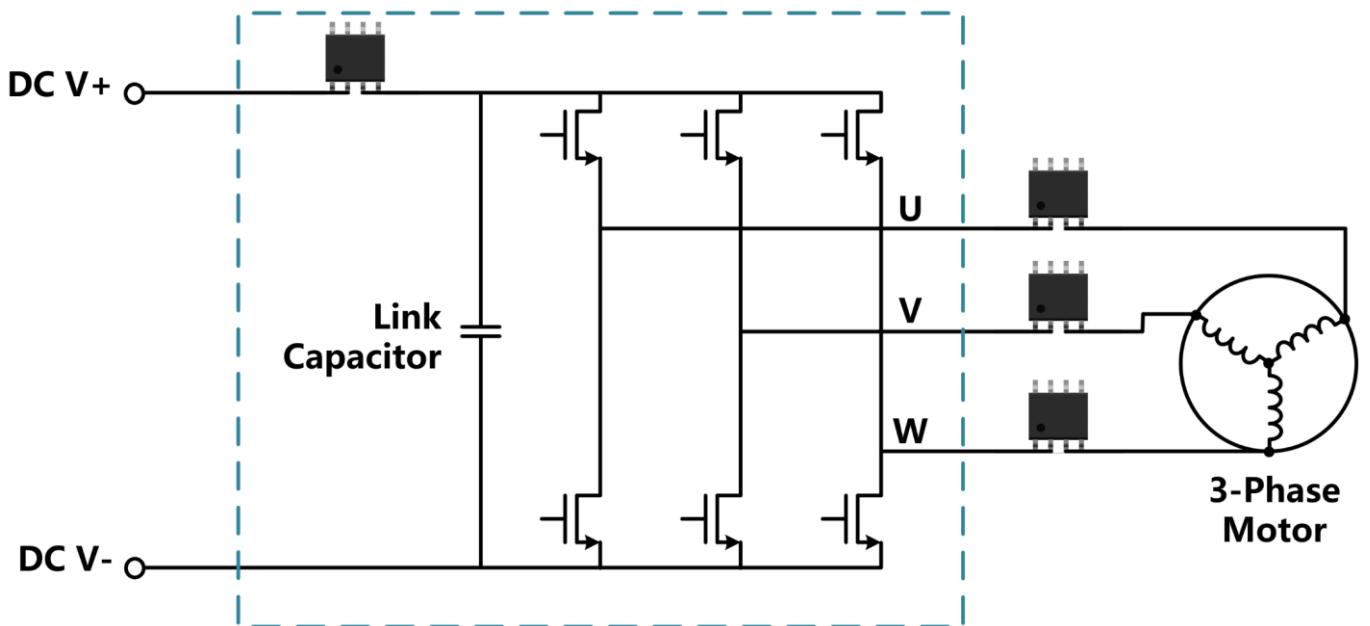 DC V+
U
Link
Capacitor
V
W
3-Phase
Motor
DC V-